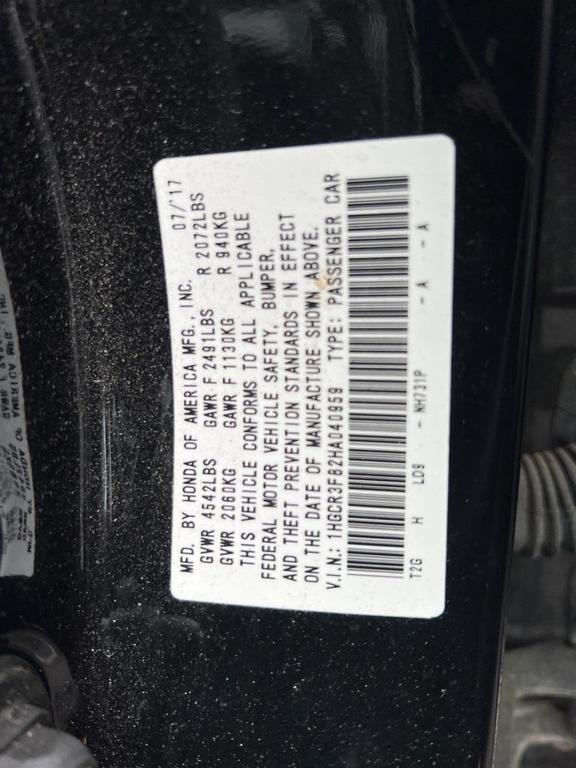 MFD. BY HONDA OF AMERICA MFG., INC. 07/'17
GVWR 4542LBS GAWR F 2491LBS R 2072LBS
GVWR 2060KG GAWR F 1130KG R 940KG
THIS VEHICLE CONFORMS TO ALL APPLICABLE
FEDERAL MOTOR VEHICLE SAFETY, BUMPER,
AND THEFT PREVENTION STANDARDS IN EFFECT
ON THE DATE OF MANUFACTURE SHOWN ABOVE.
V.I.N.: 1HGCR3F82HA040959 TYPE: PASSENGER CAR
T2G H LD9 - NH731P - A - A